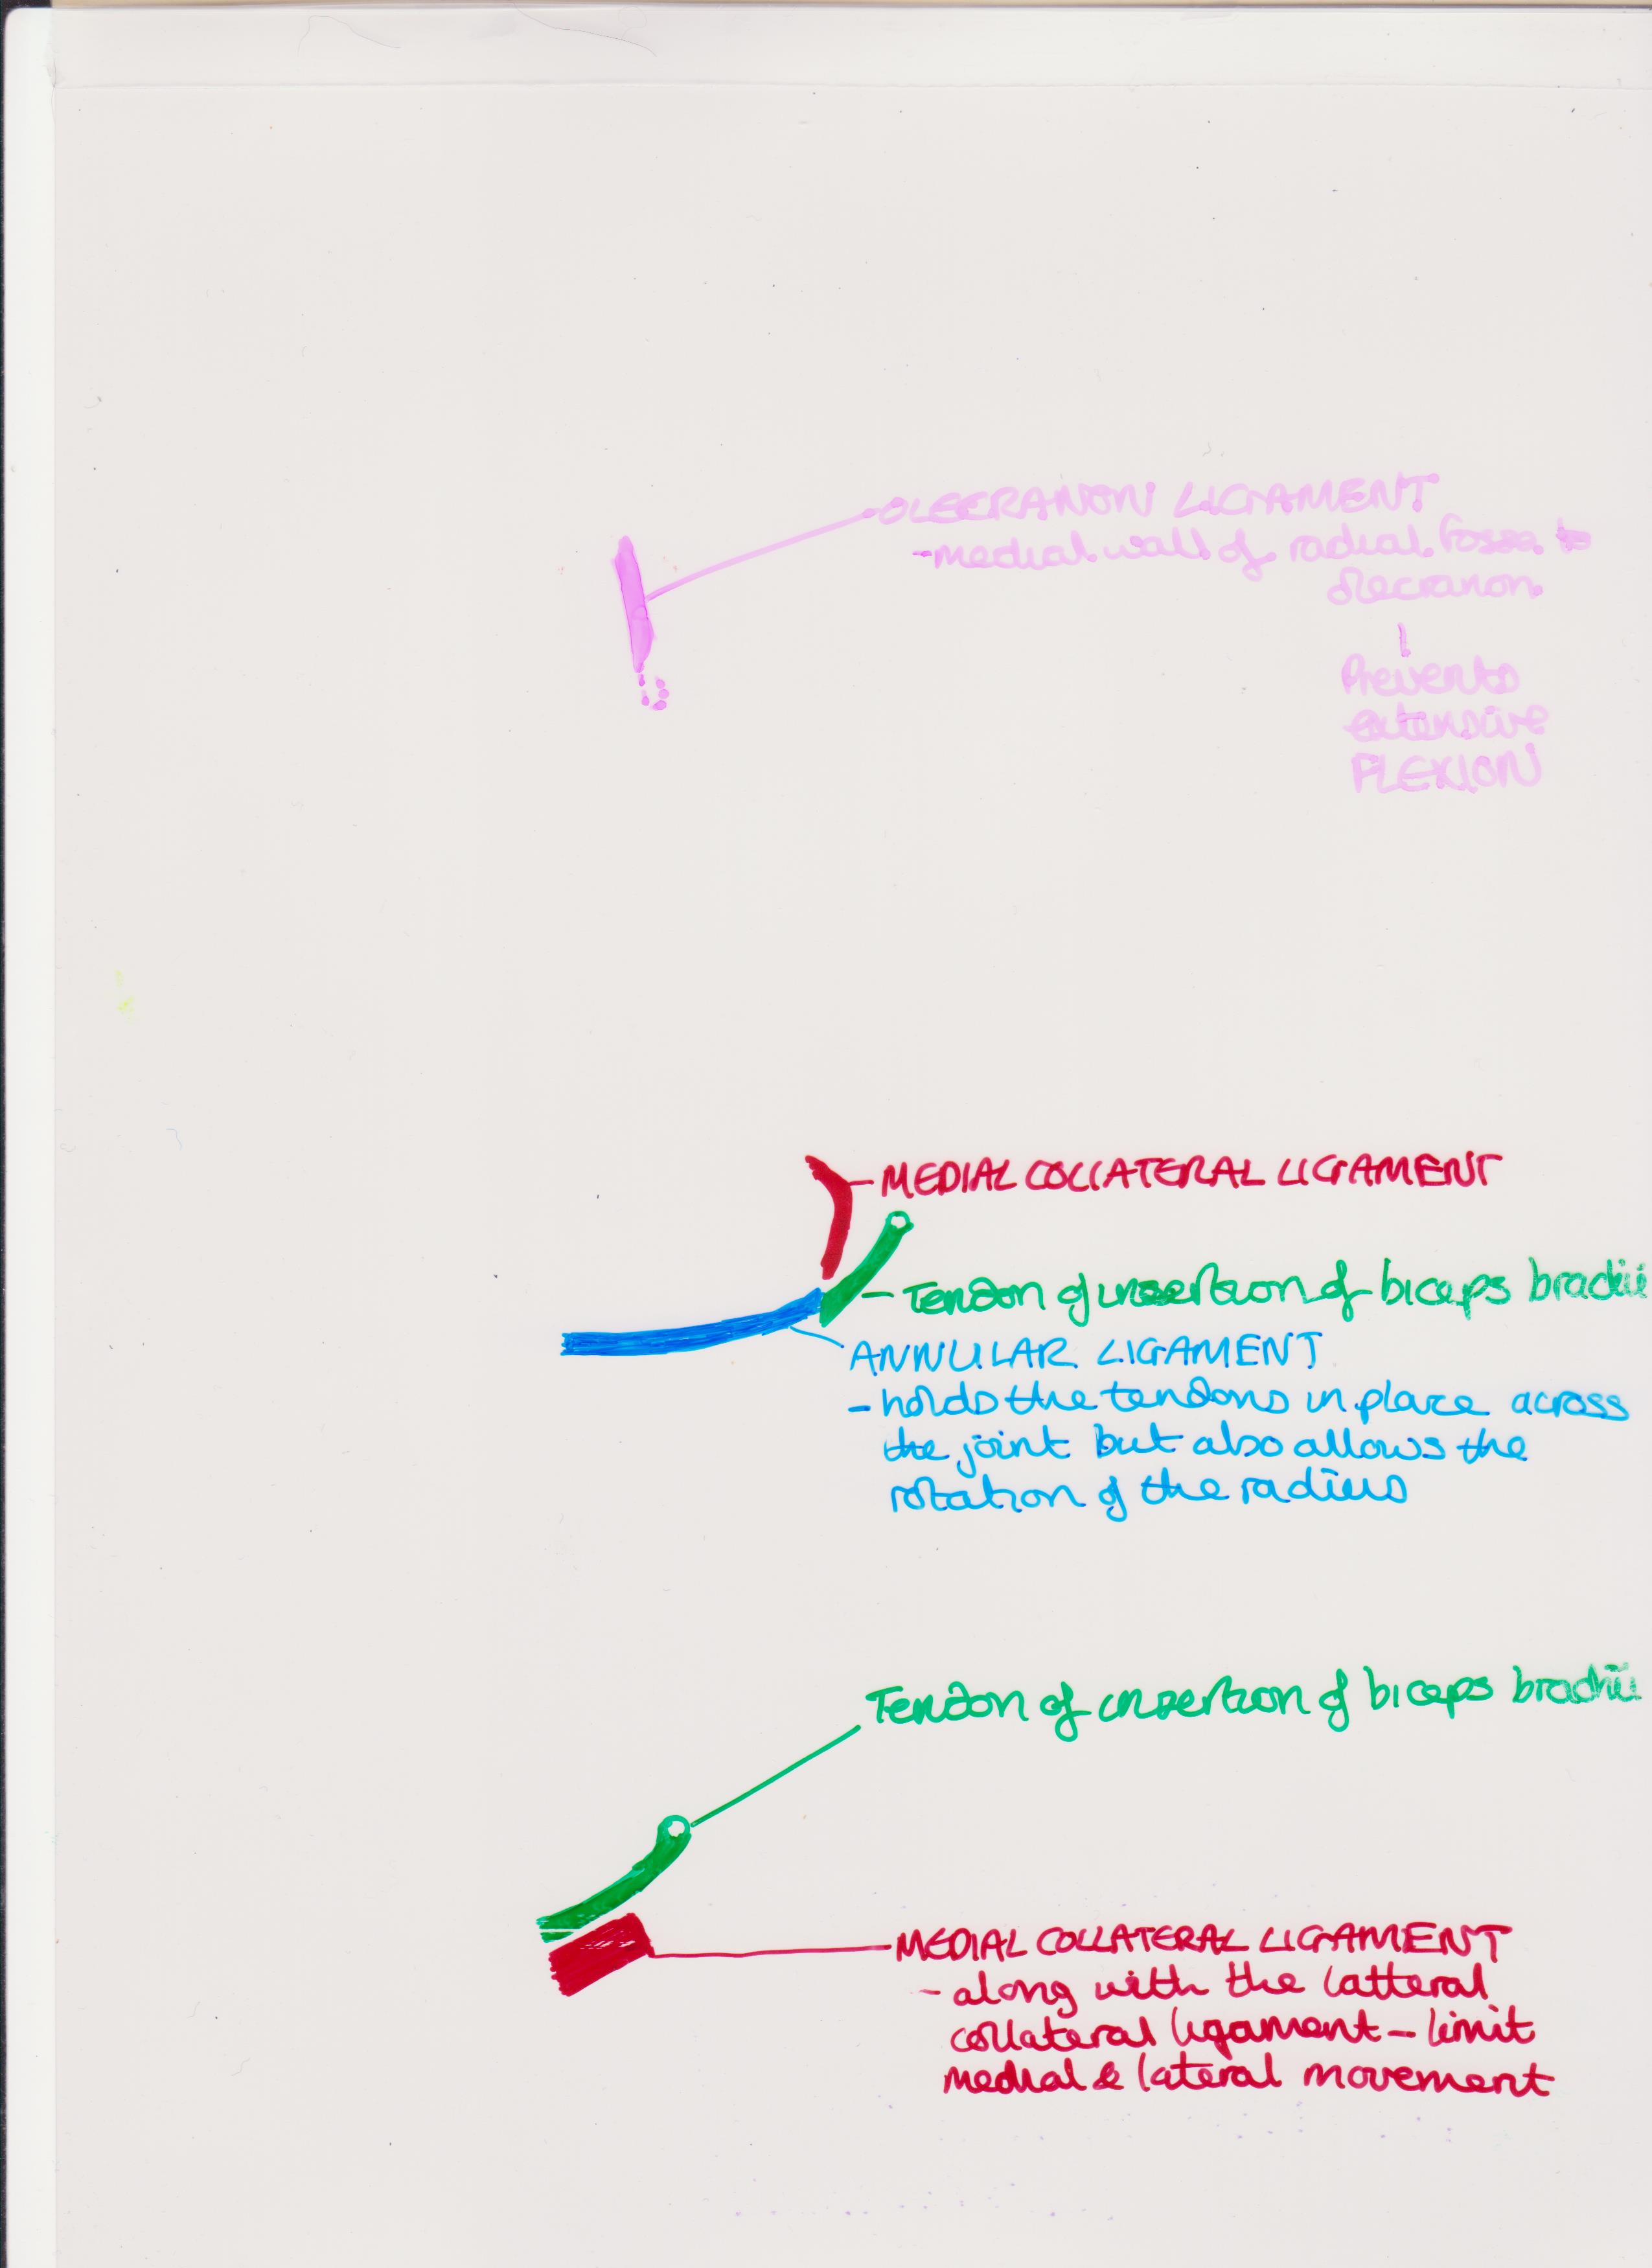 OLECRANON LIGAMENT
- medial wall of radial fossa to
olecranon
Prevents
extensive
FLEXION
MEDIAL COLLATERAL LIGAMENT
- Tendon of insertion of biceps brachii
ANNULAR LIGAMENT
- holds the tendons in place across
the joint but also allows the
rotation of the radius
Tendon of insertion of biceps brachii
MEDIAL COLLATERAL LIGAMENT
- along with the latteral
collateral ligament - limit
medial & lateral movement